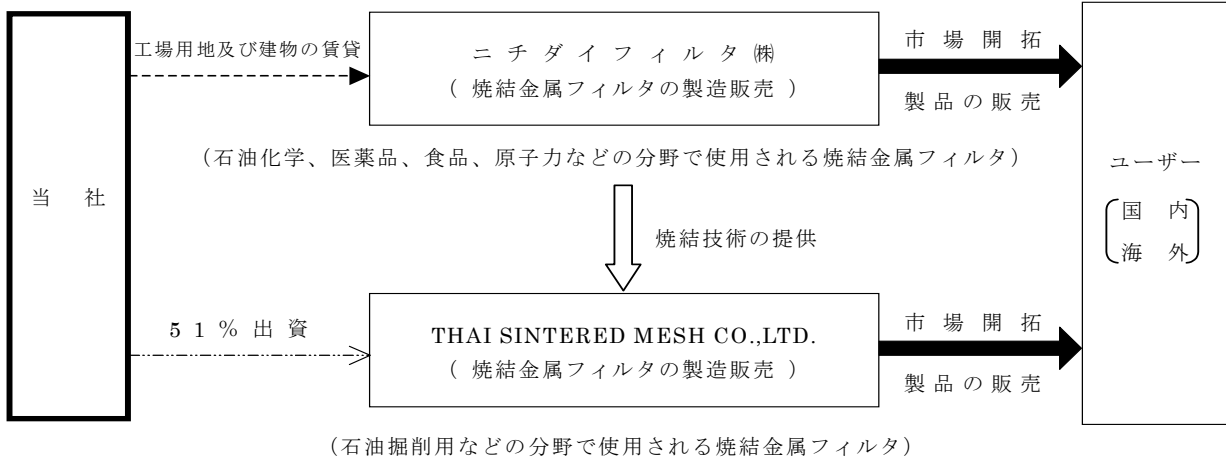 工場用地及び建物の賃貸
ニチダイフィルタ㈱
(焼結金属フィルタの製造販売)
市場開拓
製品の販売
(石油化学、医薬品、食品、原子力などの分野で使用される焼結金属フィルタ)
当社
ユーザー
国内
海外
焼結技術の提供
51%出資
THAI SINTERED MESH CO.,LTD.
(焼結金属フィルタの製造販売)
市場開拓
製品の販売
(石油掘削用などの分野で使用される焼結金属フィルタ)